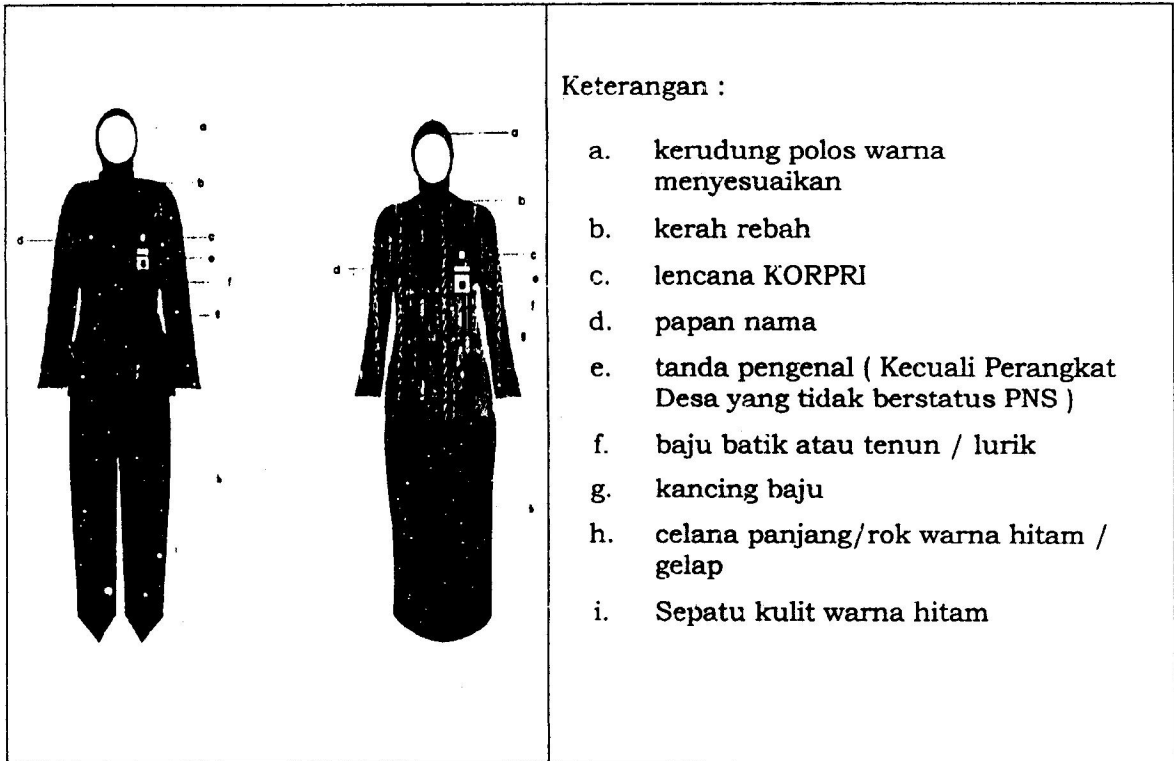 a
b
d
c
e
f
h
a
b
c
d
e
f
g
h
Keterangan :
a. kerudung polos warna
menyesuaikan
b. kerah rebah
c. lencana KORPRI
d. papan nama
e. tanda pengenal ( Kecuali Perangkat
Desa yang tidak berstatus PNS )
f. baju batik atau tenun / lurik
g. kancing baju
h. celana panjang/rok warna hitam /
gelap
i. Sepatu kulit warna hitam